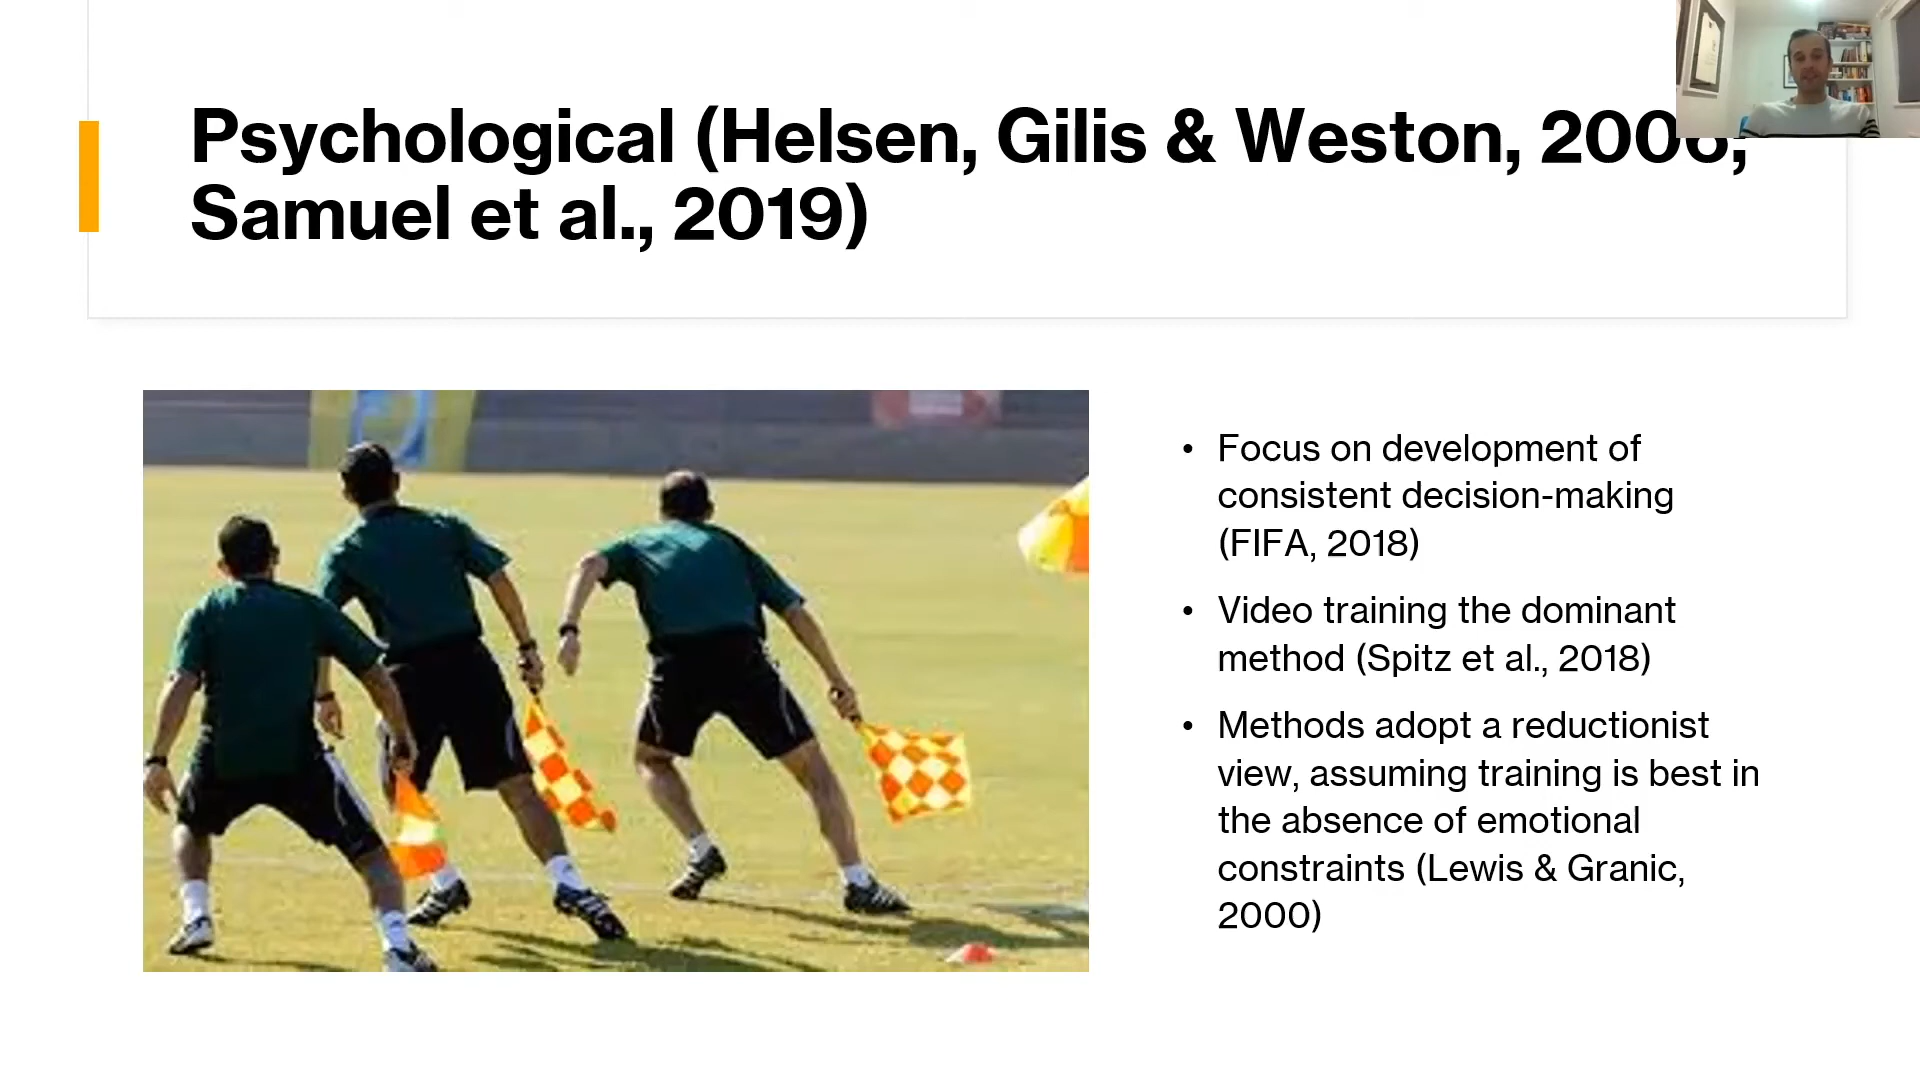 Psychological (Helsen, Gilis & Weston, 2006;
Samuel et al., 2019)
• Focus on development of
consistent decision-making
(FIFA, 2018)
• Video training the dominant
method (Spitz et al., 2018)
• Methods adopt a reductionist
view, assuming training is best in
the absence of emotional
constraints (Lewis & Granic,
2000)